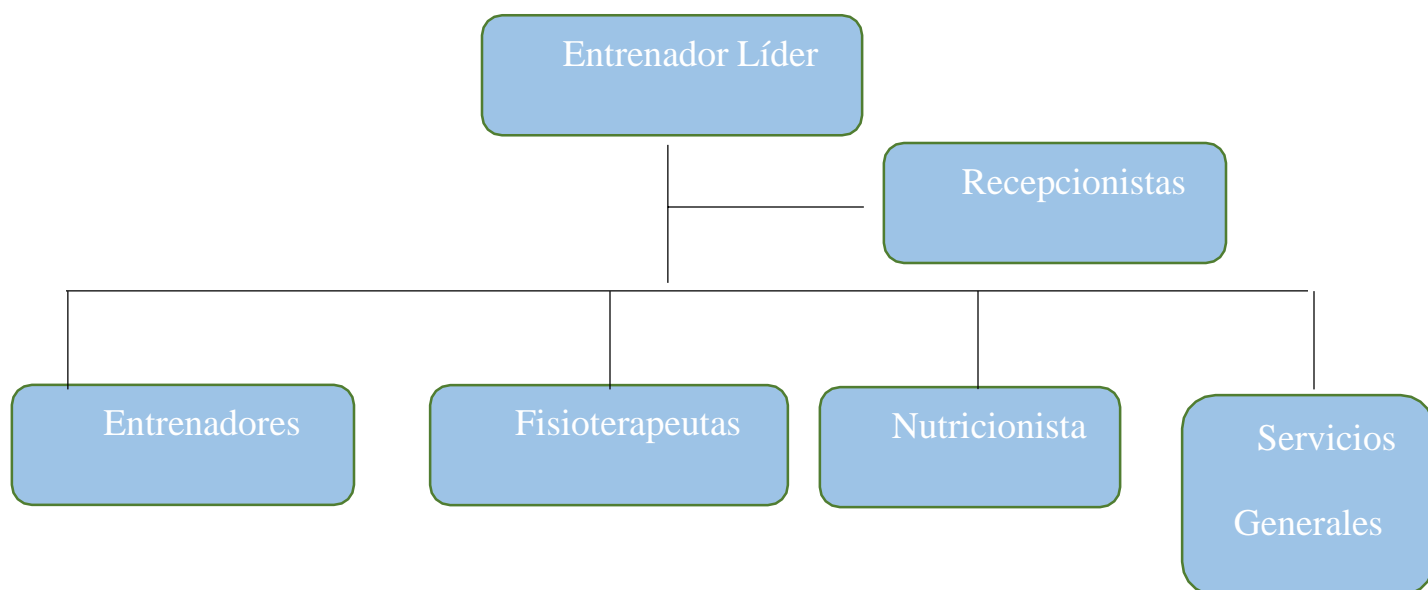 Entrenador Líder
Recepcionistas
Entrenadores
Fisioterapeutas
Nutricionista
Servicios
Generales